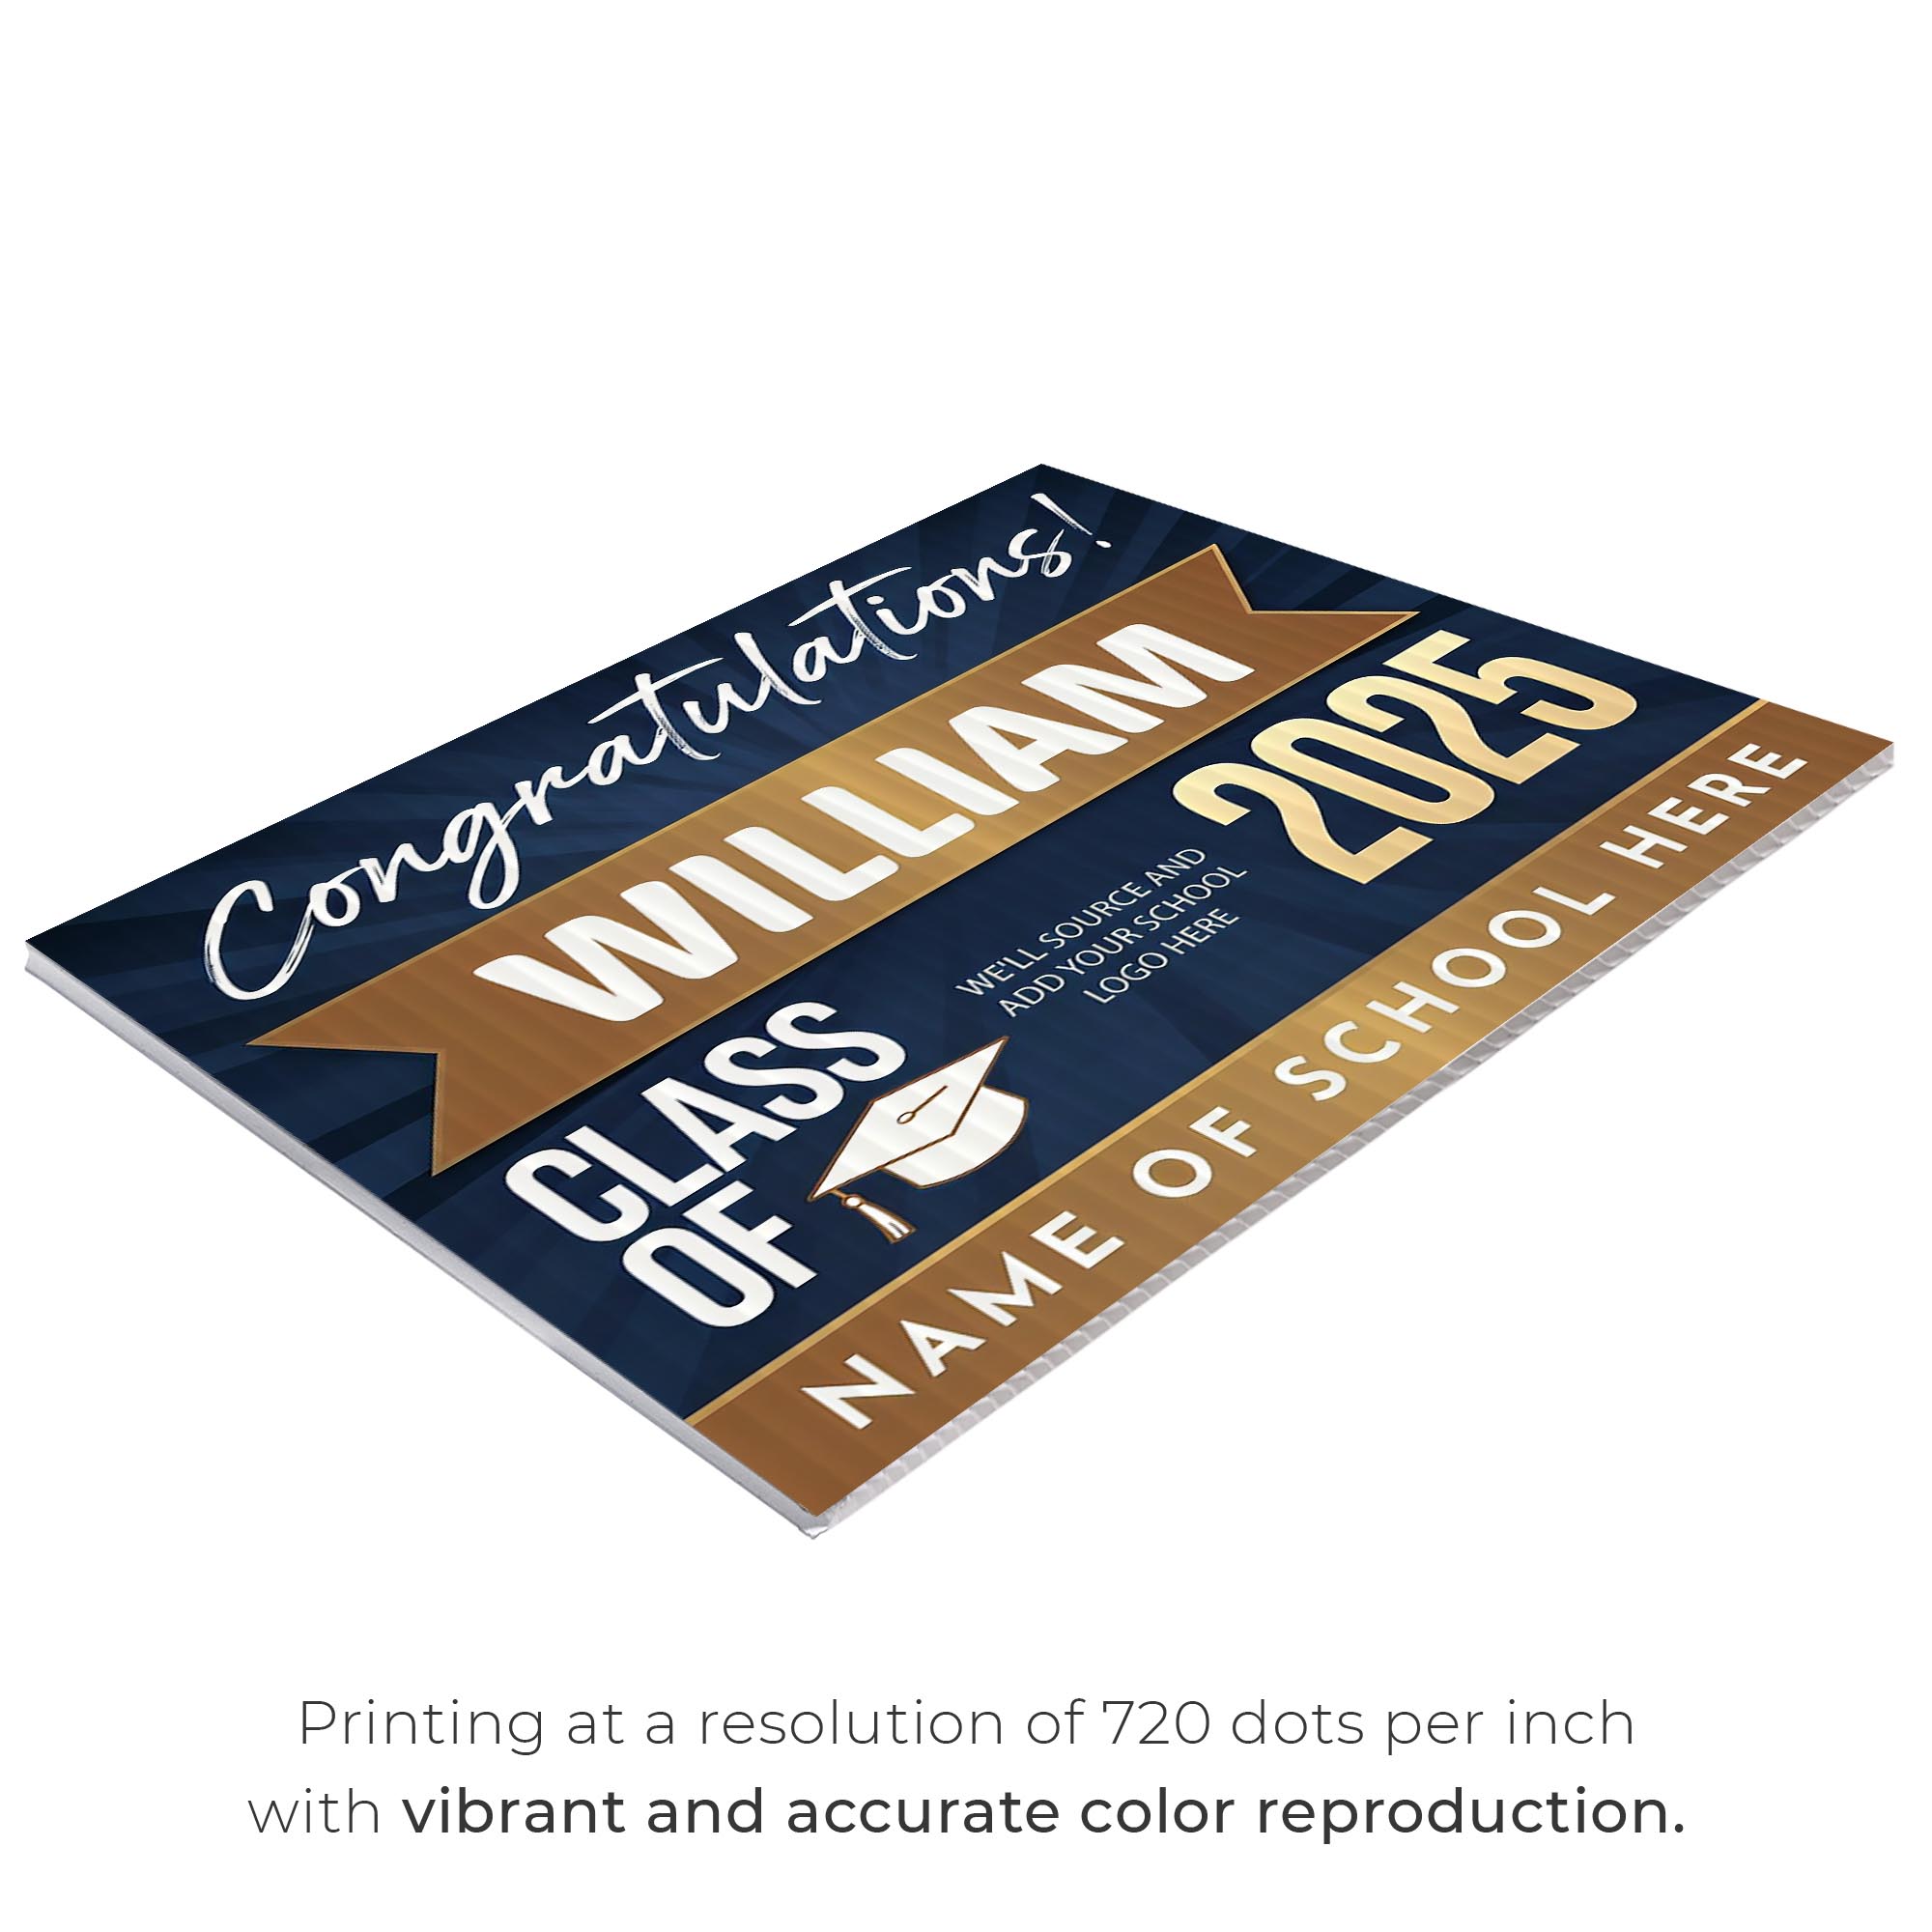 Congratulations!
WILLIAM
CLASS
OF
2025
WE'LL SOURCE AND
ADD YOUR SCHOOL
LOGO HERE
NAME OF SCHOOL HERE
Printing at a resolution of 720 dots per inch
with vibrant and accurate color reproduction.